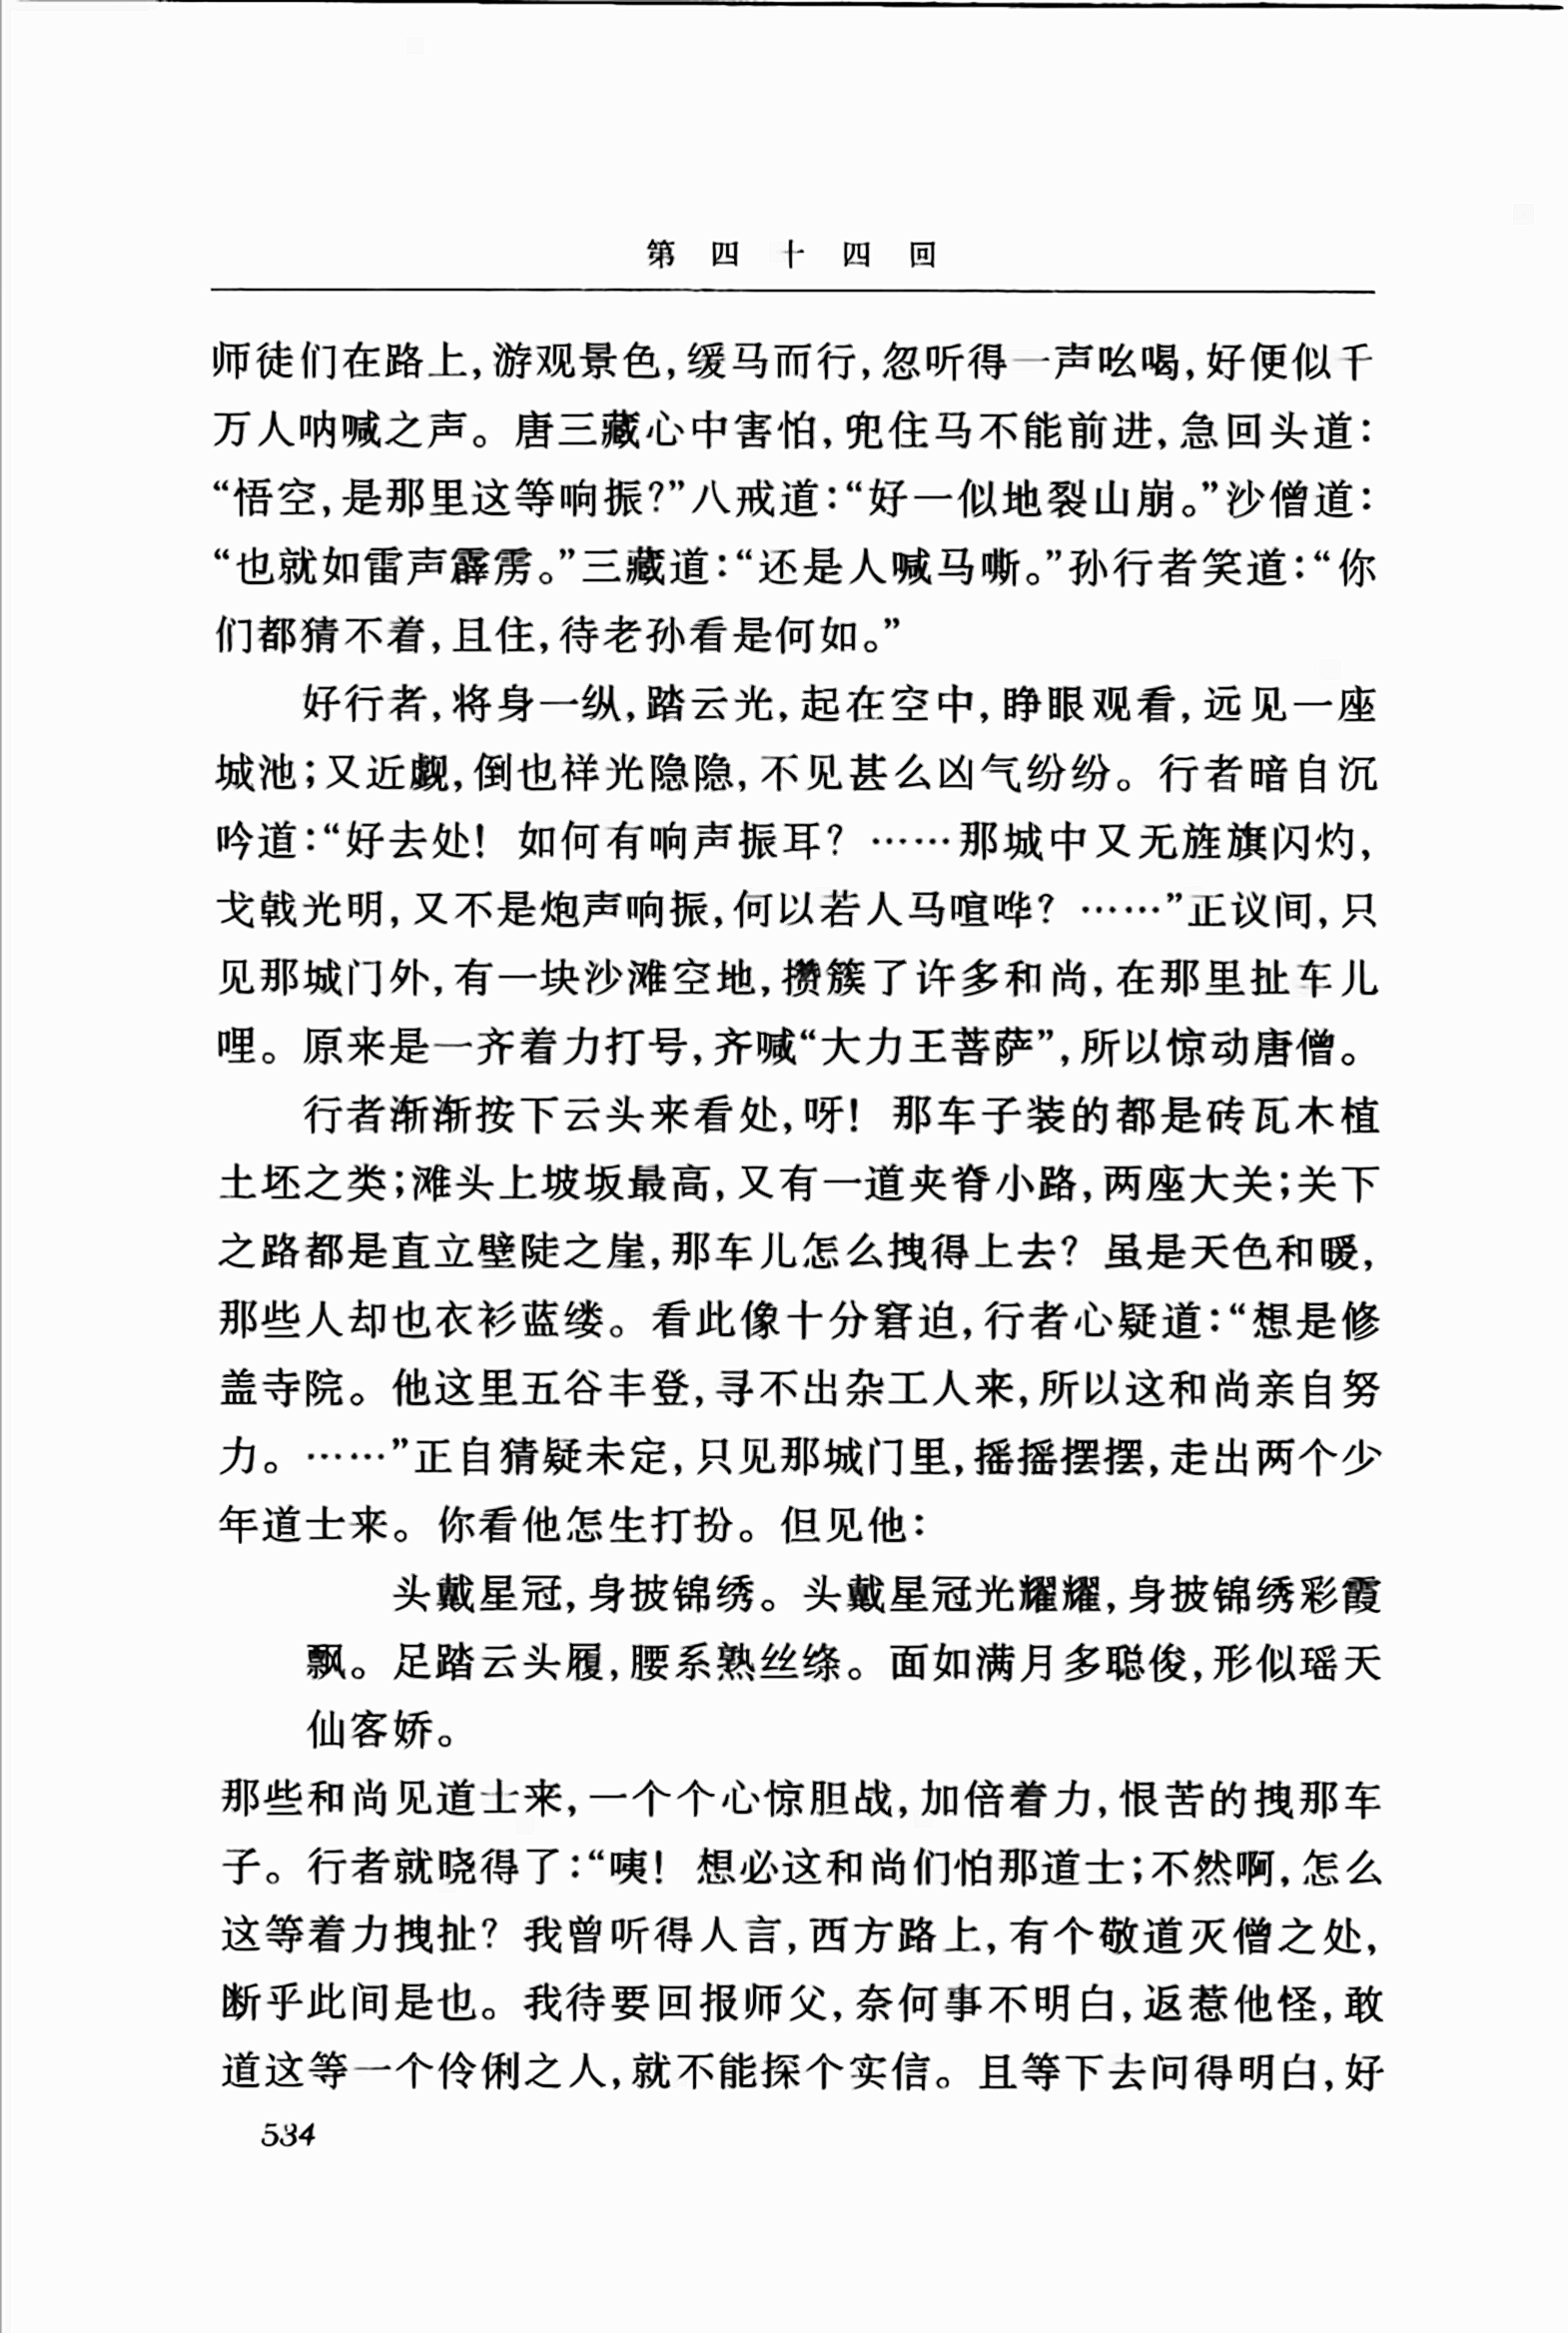 第四十四回
师徒们在路上,游观景色,缓马而行,忽听得一声吆喝,好便似千
万人呐喊之声。唐三藏心中害怕,兜住马不能前进,急回头道:
“悟空,是那里这等响振?”八戒道:“好一似地裂山崩。”沙僧道:
“也就如雷声霹雳。”三藏道:“还是人喊马嘶。”孙行者笑道:“你
们都猜不着,且住,待老孙看是何如。”
好行者,将身一纵,踏云光,起在空中,睁眼观看,远见一座
城池;又近觑,倒也祥光隐隐,不见甚么凶气纷纷。行者暗自沉
吟道:“好去处!如何有响声振耳?……那城中又无旌旗闪灼,
戈戟光明,又不是炮声响振,何以若人马喧哗?……”正议间,只
见那城门外,有一块沙滩空地,攒簇了许多和尚,在那里扯车儿
哩。原来是一齐着力打号,齐喊“大力王菩萨”,所以惊动唐僧。
行者渐渐按下云头来看处,呀!那车子装的都是砖瓦木植
土坯之类;滩头上坡坂最高,又有一道夹脊小路,两座大关;关下
之路都是直立壁陡之崖,那车儿怎么拽得上去?虽是天色和暖,
那些人却也衣衫蓝缕。看此像十分窘迫,行者心疑道:“想是修
盖寺院。他这里五谷丰登,寻不出杂工人来,所以这和尚亲自努
力。……”正自猜疑未定,只见那城门里,摇摇摆摆,走出两个少
年道士来。你看他怎生打扮。但见他:
头戴星冠,身披锦绣。头戴星冠光耀耀,身披锦绣彩霞
飘。足踏云头履,腰系熟丝绦。面如满月多聪俊,形似瑶天
仙客娇。
那些和尚见道士来,一个个心惊胆战,加倍着力,恨苦的拽那车
子。行者就晓得了:“咦!想必这和尚们怕那道士;不然啊,怎么
这等着力拽扯?我曾听得人言,西方路上,有个敬道灭僧之处,
断乎此间是也。我待要回报师父,奈何事不明白,返惹他怪,敢
道这等一个伶俐之人,就不能探个实信。且等下去问得明白,好
534